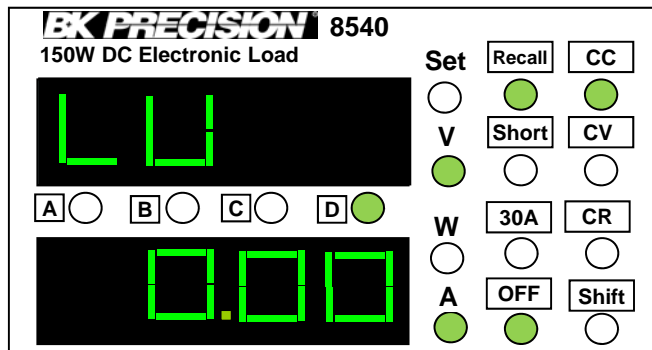 BK PRECISION® 8540
150W DC Electronic Load
Set Recall CC
LU
V Short CV
A B C D
W 30A CR
0.00
A OFF Shift